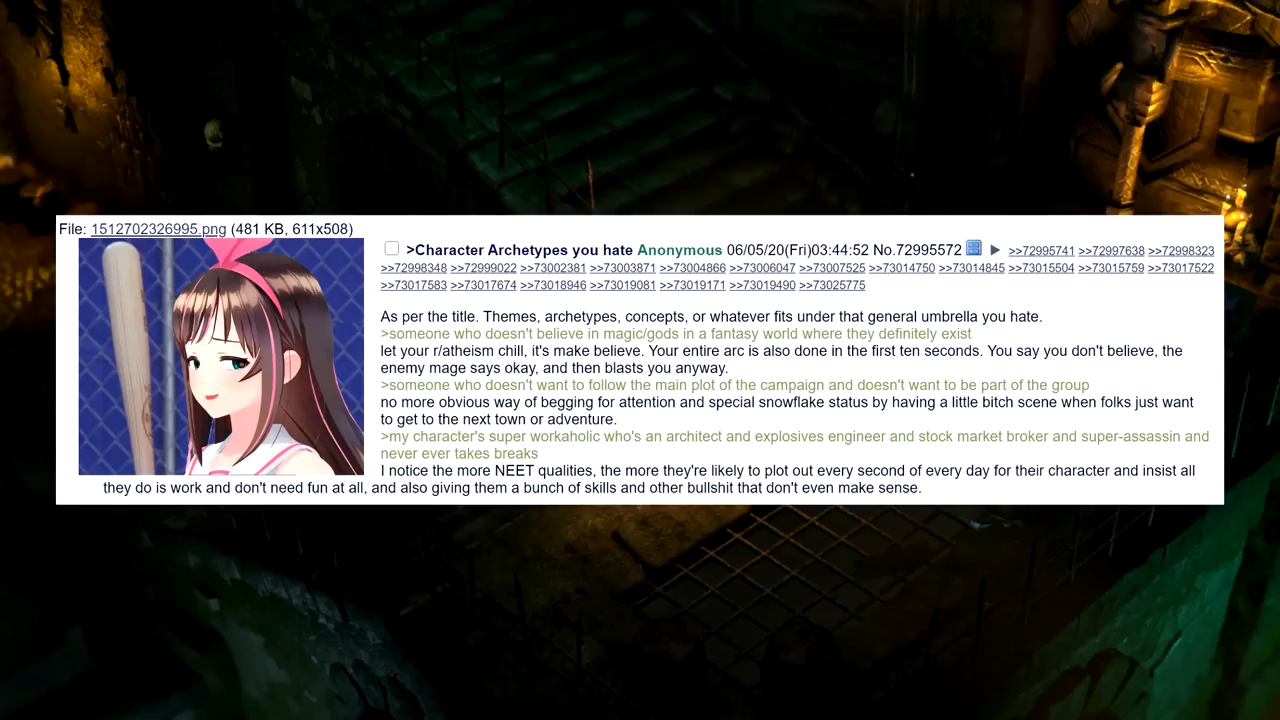 File: 1512702326995.png (481 KB, 611x508)
>Character Archetypes you hate Anonymous 06/05/20(Fri)03:44:52 No.72995572 >>72995741 >>72997638 >>72998323
>>72998348 >>72999022 >>73002381 >>73003871 >>73004866 >>73006047 >>73007525 >>73014750 >>73014845 >>73015504 >>73015759 >>73017522
>>73017583 >>73017674 >>73018946 >>73019081 >>73019171 >>73019490 >>73025775
As per the title. Themes, archetypes, concepts, or whatever fits under that general umbrella you hate.
>someone who doesn't believe in magic/gods in a fantasy world where they definitely exist
let your r/atheism chill, it's make believe. Your entire arc is also done in the first ten seconds. You say you don't believe, the
enemy mage says okay, and then blasts you anyway.
>someone who doesn't want to follow the main plot of the campaign and doesn't want to be part of the group
no more obvious way of begging for attention and special snowflake status by having a little bitch scene when folks just want
to get to the next town or adventure.
>my character's super workaholic who's an architect and explosives engineer and stock market broker and super-assassin and
never ever takes breaks
I notice the more NEET qualities, the more they're likely to plot out every second of every day for their character and insist all
they do is work and don't need fun at all, and also giving them a bunch of skills and other bullshit that don't even make sense.